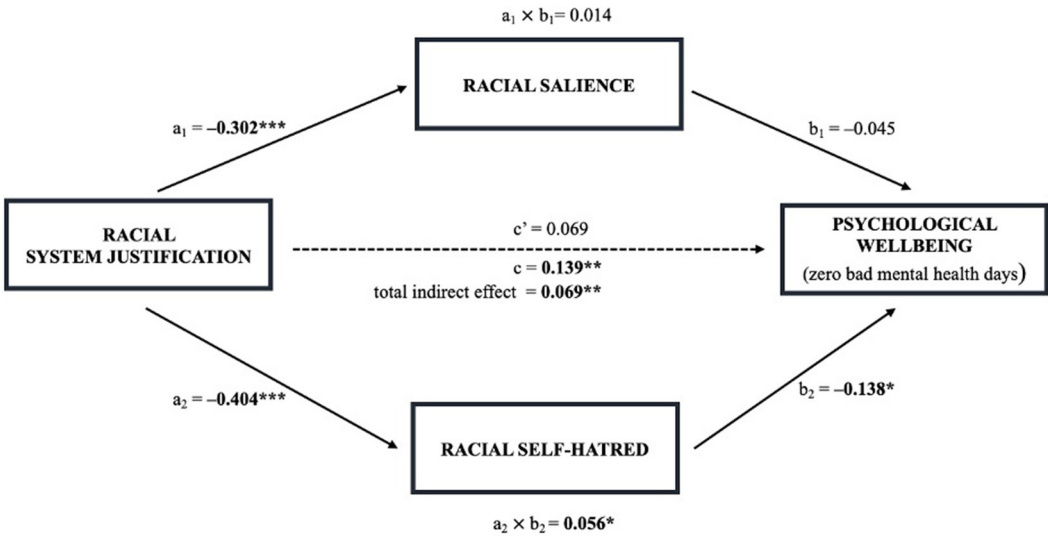 a₁ × b₁= 0.014
RACIAL SALIENCE
a₁ = –0.302***
b₁ = –0.045
RACIAL
SYSTEM JUSTIFICATION
c’ = 0.069
c = 0.139**
total indirect effect = 0.069**
PSYCHOLOGICAL
WELLBEING
(zero bad mental health days)
a₂ = –0.404***
b₂ = –0.138*
RACIAL SELF-HATRED
a₂ × b₂= 0.056*